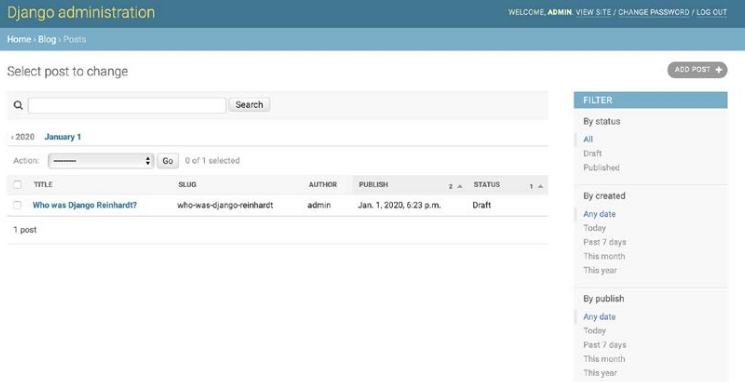 Django administration
WELCOME, ADMIN. VIEW SITE / CHANGE PASSWORD / LOG OUT
Home › Blog › Posts
Select post to change
ADD POST +
Search
‹ 2020 January 1
Action: --------- Go 0 of 1 selected
TITLE SLUG AUTHOR PUBLISH 2 STATUS 1
Who was Django Reinhardt? who-was-django-reinhardt admin Jan. 1, 2020, 6:23 p.m. Draft
1 post
FILTER
By status
All
Draft
Published
By created
Any date
Today
Past 7 days
This month
This year
By publish
Any date
Today
Past 7 days
This month
This year